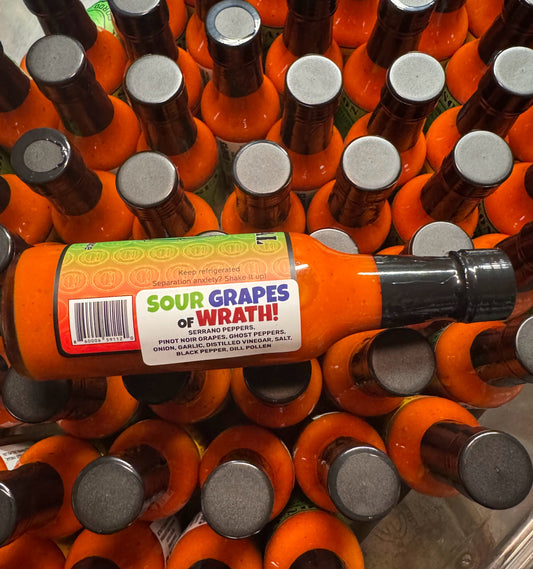 Keep refrigerated
Separation anxiety? Shake it up!
SOUR GRAPES
OF WRATH!
SERRANO PEPPERS,
PINOT NOIR GRAPES, GHOST PEPPERS,
ONION, GARLIC, DISTILLED VINEGAR, SALT,
BLACK PEPPER, DILL POLLEN